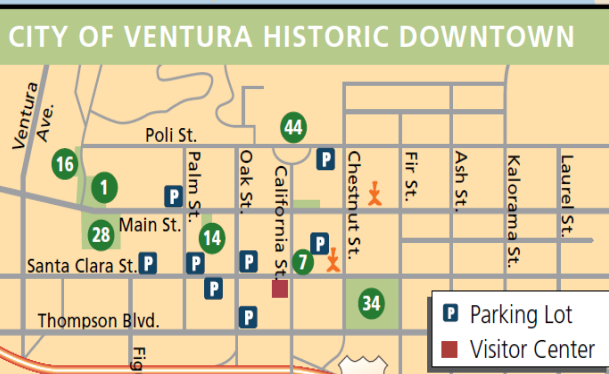 CITY OF VENTURA HISTORIC DOWNTOWN
Ventura
Ave.
Poli St.
44
P
16
1
P
Palm St.
Oak St.
California St.
Chestnut St.
Fir St.
Ash St.
Kalorama St.
Laurel St.
28
Main St.
14
P
7
Santa Clara St.
P
P
P
P
34
Thompson Blvd.
P
Fig
P Parking Lot
Visitor Center